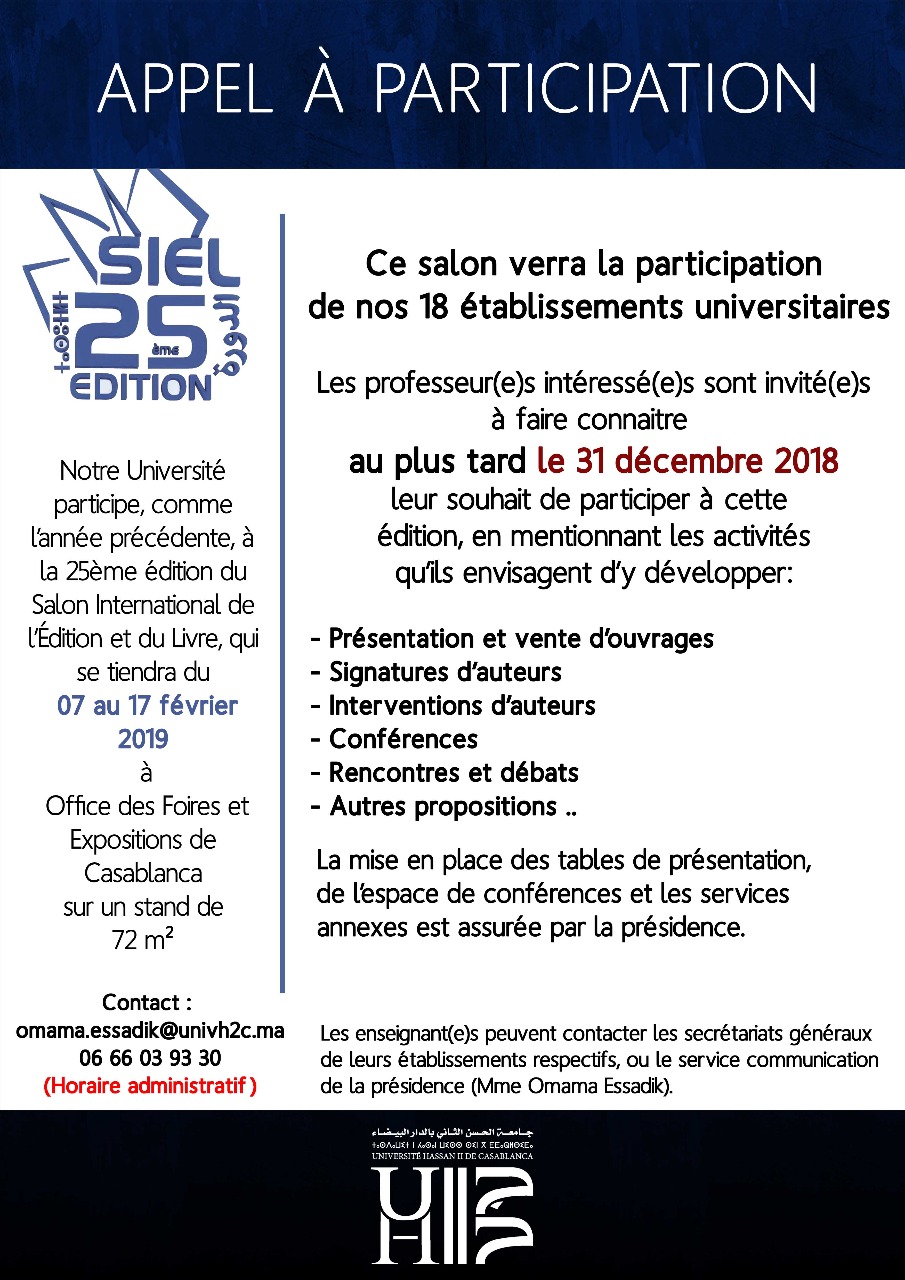 APPEL À PARTICIPATION
SIEL
25
ème
ⵜⴰⵙⵓⵜⵍⵜ
الدورة
EDITION
Notre Université
participe, comme
l'année précédente, à
la 25ème édition du
Salon International de
l'Édition et du Livre, qui
se tiendra du
07 au 17 février
2019
à
Office des Foires et
Expositions de
Casablanca
sur un stand de
72 m²
Contact :
omama.essadik@univh2c.ma
06 66 03 93 30
(Horaire administratif)
Ce salon verra la participation
de nos 18 établissements universitaires
Les professeur(e)s intéressé(e)s sont invité(e)s
à faire connaitre
au plus tard le 31 décembre 2018
leur souhait de participer à cette
édition, en mentionnant les activités
qu'ils envisagent d'y développer:
- Présentation et vente d'ouvrages
- Signatures d'auteurs
- Interventions d'auteurs
- Conférences
- Rencontres et débats
- Autres propositions ..
La mise en place des tables de présentation,
de l'espace de conférences et les services
annexes est assurée par la présidence.
Les enseignant(e)s peuvent contacter les secrétariats généraux
de leurs établissements respectifs, ou le service communication
de la présidence (Mme Omama Essadik).
جامعة الحسن الثاني بالدار البيضاء
UNIVERSITÉ HASSAN II DE CASABLANCA
UH2C